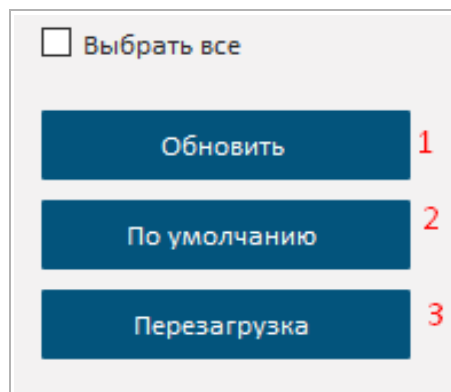 Выбрать все
Обновить 1
По умолчанию 2
Перезагрузка 3